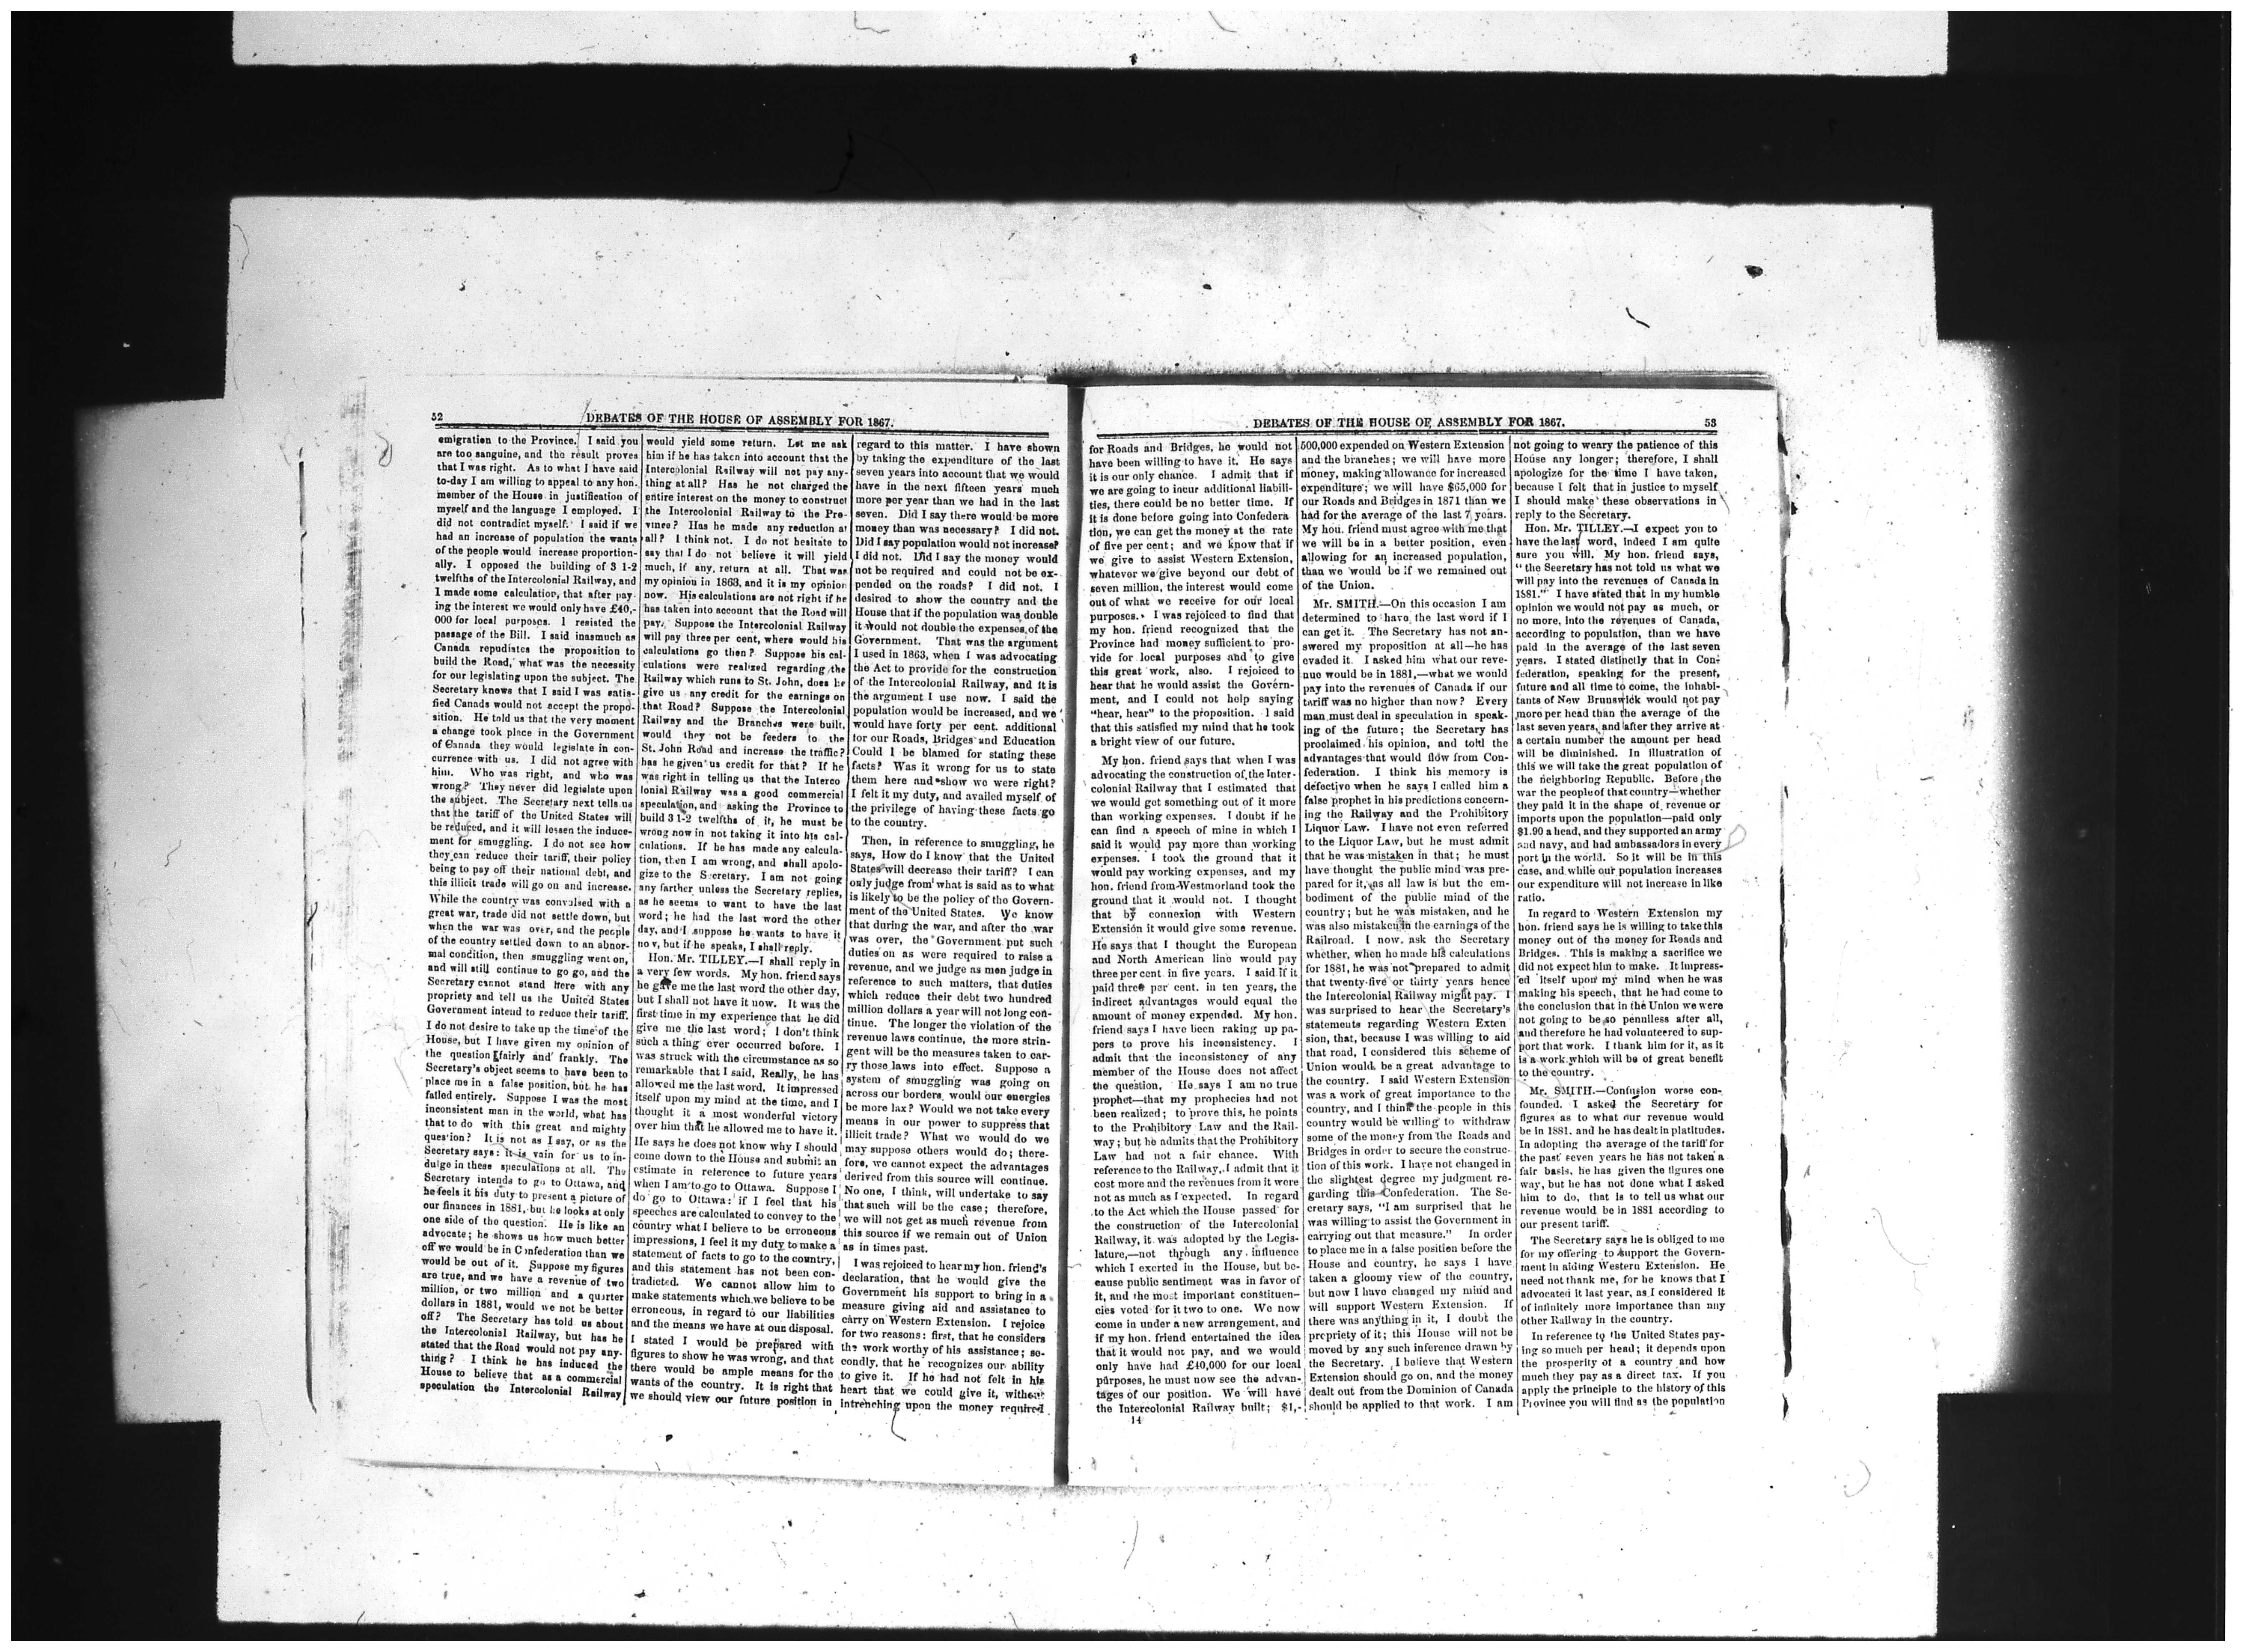 52
DEBATES OF THE HOUSE OF ASSEMBLY FOR 1867.
emigration to the Province. I said you
are too sanguine, and the result proves
that I was right. As to what I have said
to-day I am willing to appeal to any hon.
member of the House in justification of
myself and the language I employed. I
did not contradict myself. I said if we
had an increase of population the wants
of the people would increase proportion-
ally. I opposed the building of 3 1-2
twelfths of the Intercolonial Railway, and
I made some calculation, that after pay-
ing the interest we would only have £40,-
000 for local purposes. I resisted the
passage of the Bill. I said inasmuch as
Canada repudiates the proposition to
build the Road, what was the necessity
for our legislating upon the subject. The
Secretary knows that I said I was satis-
fied Canada would not accept the propo-
sition. He told us that the very moment
a change took place in the Government
of Canada they would legislate in con-
currence with us. I did not agree with
him. Who was right, and who was
wrong? They never did legislate upon
the subject. The Secretary next tells us
that the tariff of the United States will
be reduced, and it will lessen the induce-
ment for smuggling. I do not see how
they can reduce their tariff, their policy
being to pay off their national debt, and
this illicit trade will go on and increase.
While the country was convulsed with a
great war, trade did not settle down, but
when the war was over, and the people
of the country settled down to an abnor-
mal condition, then smuggling went on,
and will still continue to go go, and the
Secretary cannot stand here with any
propriety and tell us the United States
Government intend to reduce their tariff.
I do not desire to take up the time of the
House, but I have given my opinion of
the question fairly and frankly. The
Secretary's object seems to have been to
place me in a false position, but he has
failed entirely. Suppose I was the most
inconsistent man in the world, what has
that to do with this great and mighty
question? It is not as I say, or as the
Secretary says: it is vain for us to in-
dulge in these speculations at all. The
Secretary intends to go to Ottawa, and
he feels it his duty to present a picture of
our finances in 1881, but he looks at only
one side of the question. He is like an
advocate; he shows us how much better
off we would be in Confederation than we
would be out of it. Suppose my figures
are true, and we have a revenue of two
million, or two million and a quarter
dollars in 1881, would we not be better
off? The Secretary has told us about
the Intercolonial Railway, but has he
stated that the Road would not pay any-
thing? I think he has induced the
House to believe that as a commercial
speculation the Intercolonial Railway
would yield some return. Let me ask
him if he has taken into account that the
Intercolonial Railway will not pay any-
thing at all? Has he not charged the
entire interest on the money to construct
the Intercolonial Railway to the Pro-
vince? Has he made any reduction at
all? I think not. I do not hesitate to
say that I do not believe it will yield
much, if any, return at all. That was
my opinion in 1863, and it is my opinion
now. His calculations are not right if he
has taken into account that the Road will
pay. Suppose the Intercolonial Railway
will pay three per cent, where would his
calculations go then? Suppose his cal-
culations were realized regarding the
Railway which runs to St. John, does he
give us any credit for the earnings on
that Road? Suppose the Intercolonial
Railway and the Branches were built,
would they not be feeders to the
St. John Road and increase the traffic?
has he given us credit for that? If he
was right in telling us that the Interco
lonial Railway was a good commercial
speculation, and asking the Province to
build 3 1-2 twelfths of it, he must be
wrong now in not taking it into his cal-
culations. If he has made any calcula-
tion, then I am wrong, and shall apolo-
gize to the Secretary. I am not going
any farther unless the Secretary replies,
as he seems to want to have the last
word; he had the last word the other
day, and I suppose he wants to have it
now, but if he speaks, I shall reply.
Hon. Mr. TILLEY.—I shall reply in
a very few words. My hon. friend says
he gave me the last word the other day,
but I shall not have it now. It was the
first time in my experience that he did
give me the last word; I don't think
such a thing ever occurred before. I
was struck with the circumstance as so
remarkable that I said, Really, he has
allowed me the last word. It impressed
itself upon my mind at the time, and I
thought it a most wonderful victory
over him that he allowed me to have it.
He says he does not know why I should
come down to the House and submit an
estimate in reference to future years
when I am to go to Ottawa. Suppose I
do go to Ottawa: if I feel that his
speeches are calculated to convey to the
country what I believe to be erroneous
impressions, I feel it my duty to make a
statement of facts to go to the country,
and this statement has not been con-
tradicted. We cannot allow him to
make statements which we believe to be
erroneous, in regard to our liabilities
and the means we have at our disposal.
I stated I would be prepared with
figures to show he was wrong, and that
there would be ample means for the
wants of the country. It is right that
we should view our future position in
regard to this matter. I have shown
by taking the expenditure of the last
seven years into account that we would
have in the next fifteen years much
more per year than we had in the last
seven. Did I say there would be more
money than was necessary? I did not.
Did I say population would not increase?
I did not. Did I say the money would
not be required and could not be ex-
pended on the roads? I did not. I
desired to show the country and the
House that if the population was double
it would not double the expenses of the
Government. That was the argument
I used in 1863, when I was advocating
the Act to provide for the construction
of the Intercolonial Railway, and it is
the argument I use now. I said the
population would be increased, and we
would have forty per cent. additional
for our Roads, Bridges and Education
Could I be blamed for stating these
facts? Was it wrong for us to state
them here and show we were right?
I felt it my duty, and availed myself of
the privilege of having these facts go
to the country.
Then, in reference to smuggling, he
says, How do I know that the United
States will decrease their tariff? I can
only judge from what is said as to what
is likely to be the policy of the Govern-
ment of the United States. We know
that during the war, and after the war
was over, the Government put such
duties on as were required to raise a
revenue, and we judge as men judge in
reference to such matters, that duties
which reduce their debt two hundred
million dollars a year will not long con-
tinue. The longer the violation of the
revenue laws continue, the more strin-
gent will be the measures taken to car-
ry those laws into effect. Suppose a
system of smuggling was going on
across our borders, would our energies
be more lax? Would we not take every
means in our power to suppress that
illicit trade? What we would do we
may suppose others would do; there-
fore, we cannot expect the advantages
derived from this source will continue.
No one, I think, will undertake to say
that such will be the case; therefore,
we will not get as much revenue from
this source if we remain out of Union
as in times past.
I was rejoiced to hear my hon. friend's
declaration, that he would give the
Government his support to bring in a
measure giving aid and assistance to
carry on Western Extension. I rejoice
for two reasons: first, that he considers
the work worthy of his assistance; se-
condly, that he recognizes our ability
to give it. If he had not felt in his
heart that we could give it, without
intrenching upon the money required
DEBATES OF THE HOUSE OF ASSEMBLY FOR 1867.
53
for Roads and Bridges, he would not
have been willing to have it. He says
it is our only chance. I admit that if
we are going to incur additional liabili-
ties, there could be no better time. If
it is done before going into Confedera
tion, we can get the money at the rate
of five per cent; and we know that if
we give to assist Western Extension,
whatever we give beyond our debt of
seven million, the interest would come
out of what we receive for our local
purposes. I was rejoiced to find that
my hon. friend recognized that the
Province had money sufficient to pro-
vide for local purposes and to give
this great work, also. I rejoiced to
hear that he would assist the Govern-
ment, and I could not help saying
"hear, hear" to the proposition. I said
that this satisfied my mind that he took
a bright view of our future.
My hon. friend says that when I was
advocating the construction of the Inter-
colonial Railway that I estimated that
we would get something out of it more
than working expenses. I doubt if he
can find a speech of mine in which I
said it would pay more than working
expenses. I took the ground that it
would pay working expenses, and my
hon. friend from Westmorland took the
ground that it would not. I thought
that by connexion with Western
Extension it would give some revenue.
He says that I thought the European
and North American line would pay
three per cent in five years. I said if it
paid three per cent. in ten years, the
indirect advantages would equal the
amount of money expended. My hon.
friend says I have been raking up pa-
pers to prove his inconsistency. I
admit that the inconsistency of any
member of the House does not affect
the question. He says I am no true
prophet—that my prophecies had not
been realized; to prove this, he points
to the Prohibitory Law and the Rail-
way; but he admits that the Prohibitory
Law had not a fair chance. With
reference to the Railway, I admit that it
cost more and the revenues from it were
not as much as I expected. In regard
to the Act which the House passed for
the construction of the Intercolonial
Railway, it was adopted by the Legis-
lature,—not through any influence
which I exerted in the House, but be-
cause public sentiment was in favor of
it, and the most important constituen-
cies voted for it two to one. We now
come in under a new arrangement, and
if my hon. friend entertained the idea
that it would not pay, and we would
only have had £40,000 for our local
purposes, he must now see the advan-
tages of our position. We will have
the Intercolonial Railway built; $1,-
14
500,000 expended on Western Extension
and the branches; we will have more
money, making allowance for increased
expenditure; we will have $65,000 for
our Roads and Bridges in 1871 than we
had for the average of the last 7 years.
My hon. friend must agree with me that
we will be in a better position, even
allowing for an increased population,
than we would be if we remained out
of the Union.
Mr. SMITH.—On this occasion I am
determined to have the last word if I
can get it. The Secretary has not an-
swered my proposition at all—he has
evaded it. I asked him what our reve-
nue would be in 1881,—what we would
pay into the revenues of Canada if our
tariff was no higher than now? Every
man must deal in speculation in speak-
ing of the future; the Secretary has
proclaimed his opinion, and told the
advantages that would flow from Con-
federation. I think his memory is
defective when he says I called him a
false prophet in his predictions concern-
ing the Railway and the Prohibitory
Liquor Law. I have not even referred
to the Liquor Law, but he must admit
that he was mistaken in that; he must
have thought the public mind was pre-
pared for it, as all law is but the em-
bodiment of the public mind of the
country; but he was mistaken, and he
was also mistaken in the earnings of the
Railroad. I now ask the Secretary
whether, when he made his calculations
for 1881, he was not prepared to admit
that twenty-five or thirty years hence
the Intercolonial Railway might pay. I
was surprised to hear the Secretary's
statements regarding Western Exten
sion, that, because I was willing to aid
that road, I considered this scheme of
Union would be a great advantage to
the country. I said Western Extension
was a work of great importance to the
country, and I think the people in this
country would be willing to withdraw
some of the money from the Roads and
Bridges in order to secure the construc-
tion of this work. I have not changed in
the slightest degree my judgment re-
garding this Confederation. The Se-
cretary says, "I am surprised that he
was willing to assist the Government in
carrying out that measure." In order
to place me in a false position before the
House and country, he says I have
taken a gloomy view of the country,
but now I have changed my mind and
will support Western Extension. If
there was anything in it, I doubt the
propriety of it; this House will not be
moved by any such inference drawn by
the Secretary. I believe that Western
Extension should go on, and the money
dealt out from the Dominion of Canada
should be applied to that work. I am
not going to weary the patience of this
House any longer; therefore, I shall
apologize for the time I have taken,
because I felt that in justice to myself
I should make these observations in
reply to the Secretary.
Hon. Mr. TILLEY.—I expect you to
have the last word, indeed I am quite
sure you will. My hon. friend says,
"the Secretary has not told us what we
will pay into the revenues of Canada in
1881." I have stated that in my humble
opinion we would not pay as much, or
no more, into the revenues of Canada,
according to population, than we have
paid in the average of the last seven
years. I stated distinctly that in Con-
federation, speaking for the present,
future and all time to come, the inhabi-
tants of New Brunswick would not pay
more per head than the average of the
last seven years, and after they arrive at
a certain number the amount per head
will be diminished. In illustration of
this we will take the great population of
the neighboring Republic. Before the
war the people of that country—whether
they paid it in the shape of revenue or
imports upon the population—paid only
$1.90 a head, and they supported an army
and navy, and had ambassadors in every
port in the world. So it will be in this
case, and while our population increases
our expenditure will not increase in like
ratio.
In regard to Western Extension my
hon. friend says he is willing to take this
money out of the money for Roads and
Bridges. This is making a sacrifice we
did not expect him to make. It impress-
ed itself upon my mind when he was
making his speech, that he had come to
the conclusion that in the Union we were
not going to be so penniless after all,
and therefore he had volunteered to sup-
port that work. I thank him for it, as it
is a work which will be of great benefit
to the country.
Mr. SMITH.—Confusion worse con-
founded. I asked the Secretary for
figures as to what our revenue would
be in 1881, and he has dealt in platitudes.
In adopting the average of the tariff for
the past seven years he has not taken a
fair basis, he has given the figures one
way, but he has not done what I asked
him to do, that is to tell us what our
revenue would be in 1881 according to
our present tariff.
The Secretary says he is obliged to me
for my offering to support the Govern-
ment in aiding Western Extension. He
need not thank me, for he knows that I
advocated it last year, as I considered it
of infinitely more importance than any
other Railway in the country.
In reference to the United States pay-
ing so much per head; it depends upon
the prosperity of a country and how
much they pay as a direct tax. If you
apply the principle to the history of this
Province you will find as the population